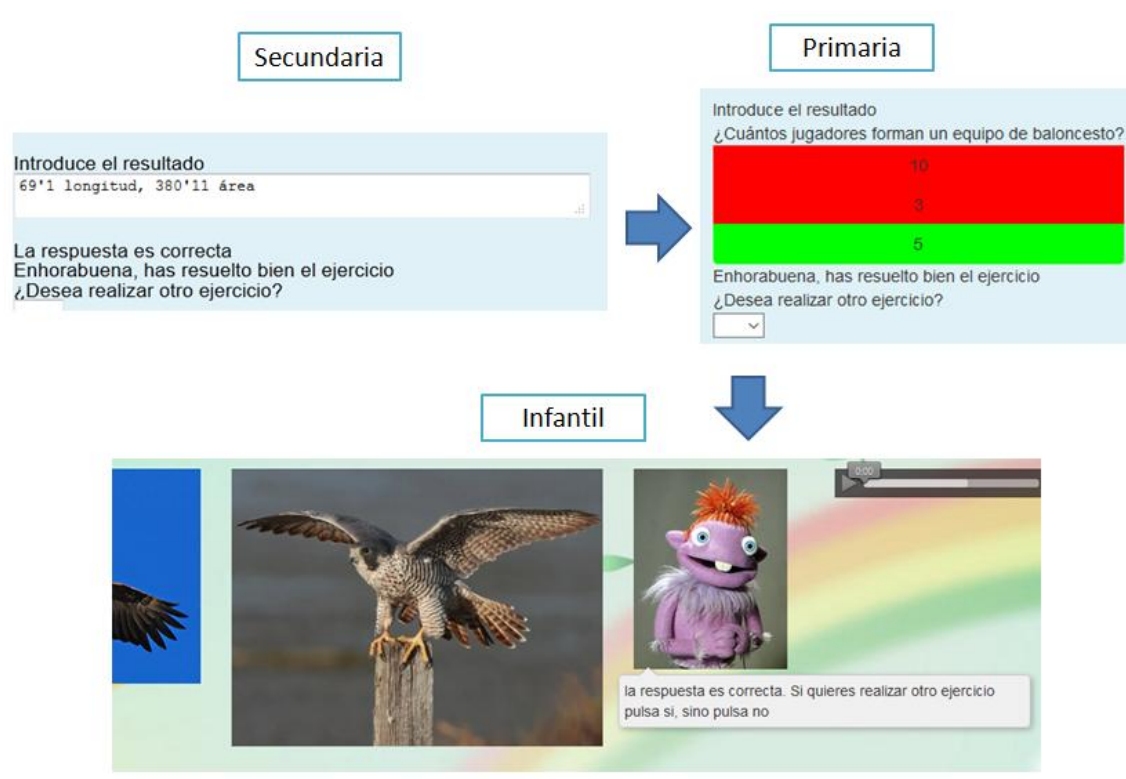 Secundaria
Introduce el resultado
69'1 longitud, 380'11 área
La respuesta es correcta
Enhorabuena, has resuelto bien el ejercicio
¿Desea realizar otro ejercicio?
Primaria
Introduce el resultado
¿Cuántos jugadores forman un equipo de baloncesto?
10
3
5
Enhorabuena, has resuelto bien el ejercicio
¿Desea realizar otro ejercicio?
Infantil
0:00
la respuesta es correcta. Si quieres realizar otro ejercicio
pulsa si, sino pulsa no